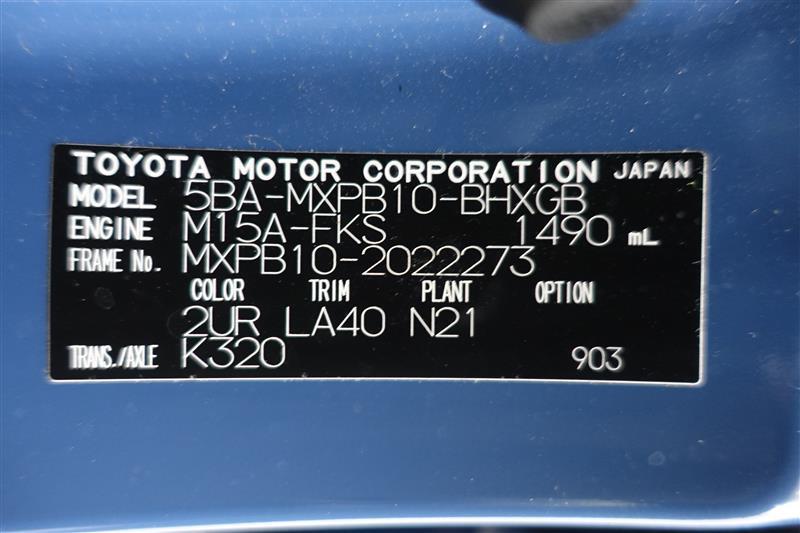 TOYOTA MOTOR CORPORATION JAPAN
MODEL 5BA-MXPB10-BHXGB
ENGINE M15A-FKS 1490 mL
FRAME No. MXPB10-2022273
COLOR TRIM PLANT OPTION
2UR LA40 N21
TRANS./AXLE K320 903